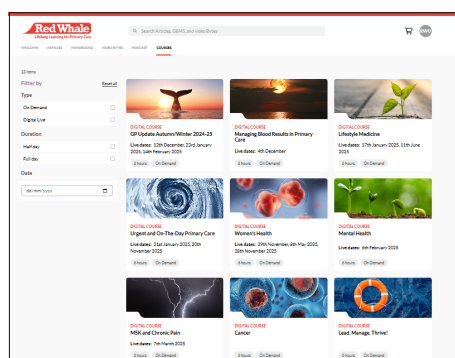 Red Whale
Lifelong Learning for Primary Care
Search Articles, GEMS, and Video Bytes
WELCOME ARTICLES HANDBOOKS VIDEO BYTES PODCAST COURSES
Filter by Reset all
Type
On Demand
Digital Live
Duration
Half day
Full day
Date
dd/mm/yyyy
DIGITAL COURSE
GP Update Autumn/Winter 2024-25
Live dates: 12th December, 23rd January 2025, 14th February 2025
6 hours On Demand
DIGITAL COURSE
Managing Blood Results in Primary
Care
Live dates: 4th December
6 hours On Demand
DIGITAL COURSE
Lifestyle Medicine
Live dates: 17th January 2025, 11th June
2025
6 hours On Demand
DIGITAL COURSE
Urgent and On-The-Day Primary Care
Live dates: 21st January 2025, 20th
November 2025
6 hours On Demand
DIGITAL COURSE
Women's Health
Live dates: 29th November, 8th May 2025,
28th November 2025
6 hours On Demand
DIGITAL COURSE
Mental Health
Live dates: 6th February 2025
6 hours On Demand
DIGITAL COURSE
MSK and Chronic Pain
Live dates: 7th March 2025
6 hours On Demand
DIGITAL COURSE
Cancer
6 hours On Demand
DIGITAL COURSE
Lead. Manage. Thrive!
6 hours On Demand